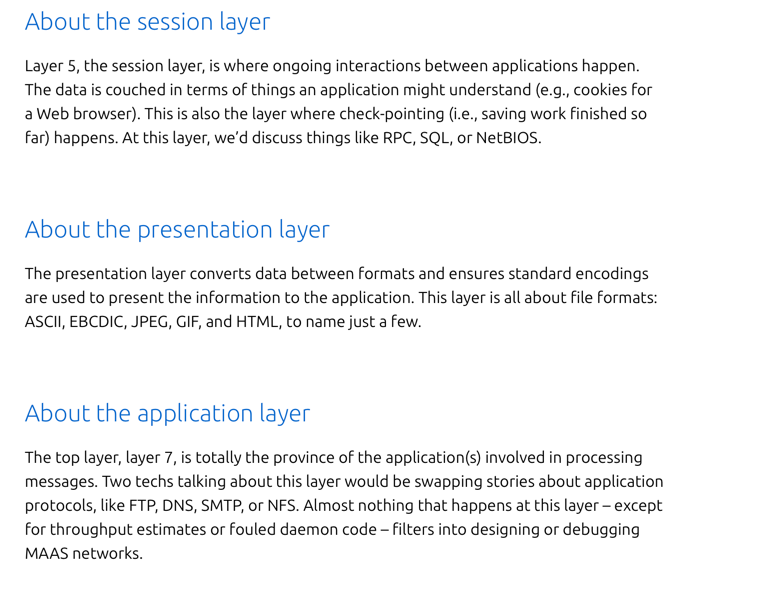 About the session layer
Layer 5, the session layer, is where ongoing interactions between applications happen.
The data is couched in terms of things an application might understand (e.g., cookies for
a Web browser). This is also the layer where check-pointing (i.e., saving work finished so
far) happens. At this layer, we’d discuss things like RPC, SQL, or NetBIOS.
About the presentation layer
The presentation layer converts data between formats and ensures standard encodings
are used to present the information to the application. This layer is all about file formats:
ASCII, EBCDIC, JPEG, GIF, and HTML, to name just a few.
About the application layer
The top layer, layer 7, is totally the province of the application(s) involved in processing
messages. Two techs talking about this layer would be swapping stories about application
protocols, like FTP, DNS, SMTP, or NFS. Almost nothing that happens at this layer – except
for throughput estimates or fouled daemon code – filters into designing or debugging
MAAS networks.